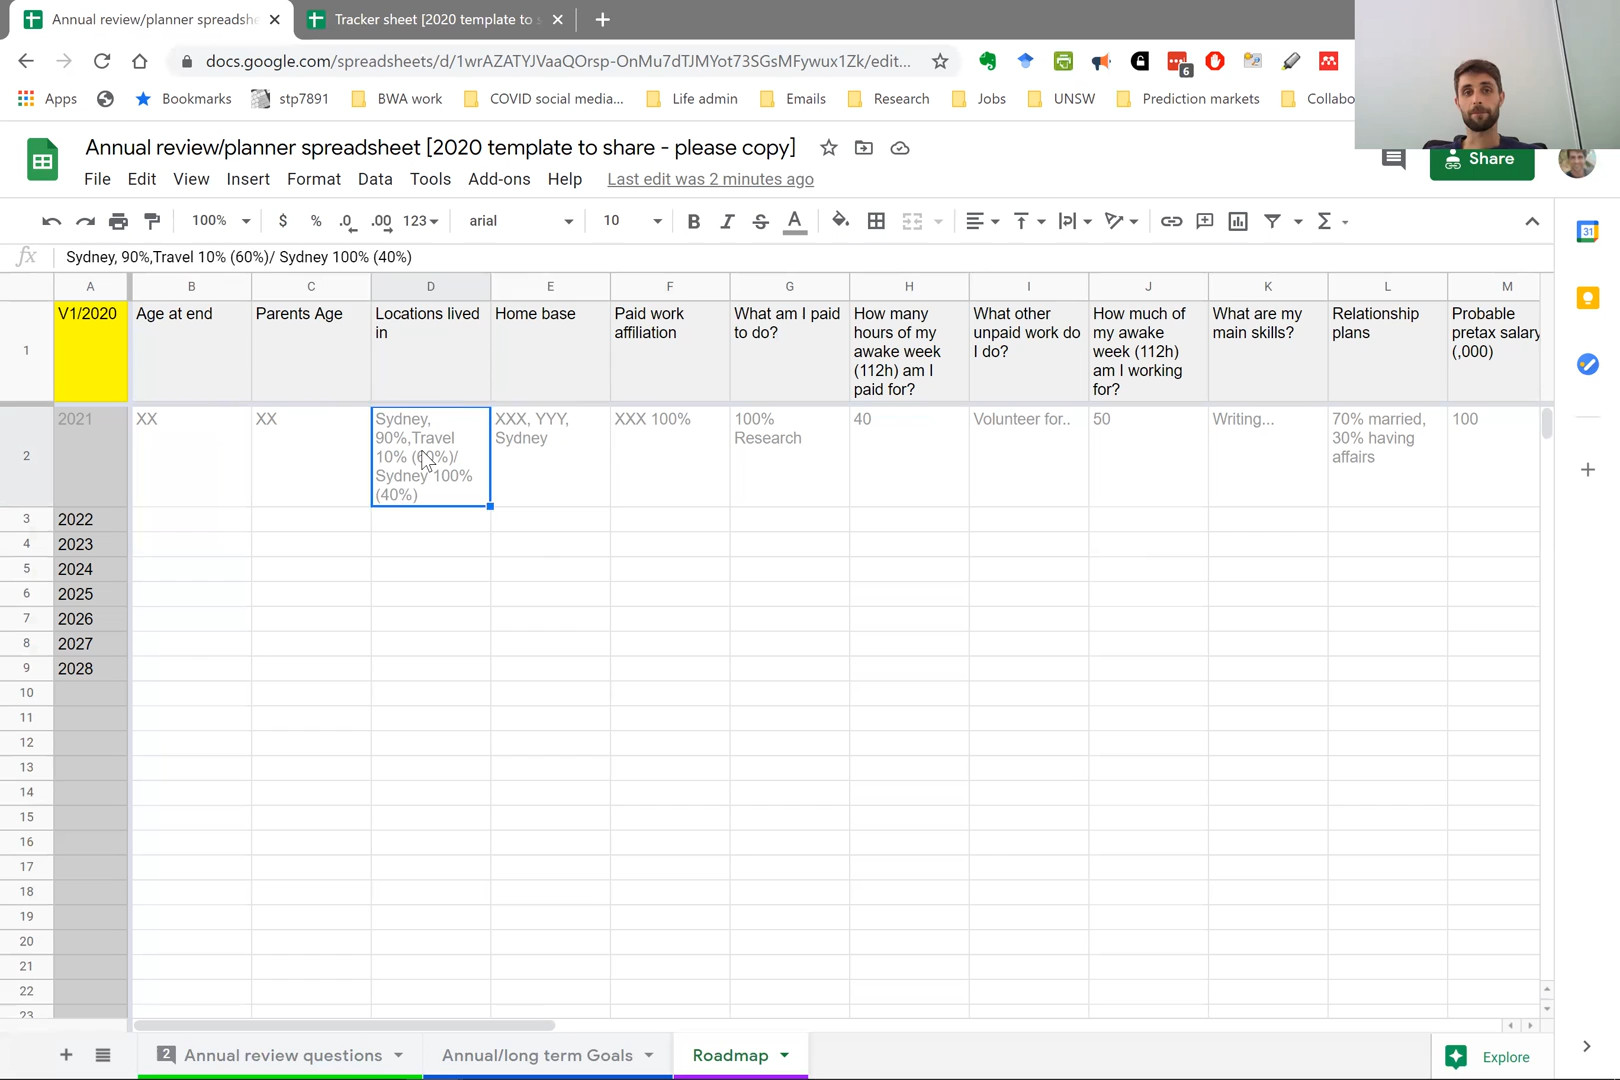 Annual review/planner spreadshe
Tracker sheet [2020 template to s
docs.google.com/spreadsheets/d/1wrAZATYJVaaQOrsp-OnMu7dTJMYot73SGsMFywux1Zk/edit...
6
Apps
Bookmarks
stp7891
BWA work
COVID social media...
Life admin
Emails
Research
Jobs
UNSW
Prediction markets
Collabo
Annual review/planner spreadsheet [2020 template to share - please copy]
File Edit View Insert Format Data Tools Add-ons Help Last edit was 2 minutes ago
Share
100% $ % .0 .00 123 arial 10 B I S A Σ
31
fx Sydney, 90%,Travel 10% (60%)/ Sydney 100% (40%)
A B C D E F G H I J K L M
1
V1/2020
Age at end
Parents Age
Locations lived
in
Home base
Paid work
affiliation
What am I paid
to do?
How many
hours of my
awake week
(112h) am I
paid for?
What other
unpaid work do
I do?
How much of
my awake
week (112h)
am I working
for?
What are my
main skills?
Relationship
plans
Probable
pretax salary
(,000)
2
2021
XX
XX
Sydney,
90%,Travel
10% (60%)/
Sydney 100%
(40%)
XXX, YYY,
Sydney
XXX 100%
100%
Research
40
Volunteer for..
50
Writing...
70% married,
30% having
affairs
100
3 2022
4 2023
5 2024
6 2025
7 2026
8 2027
9 2028
10
11
12
13
14
15
16
17
18
19
20
21
22
23
2 Annual review questions
Annual/long term Goals
Roadmap
Explore